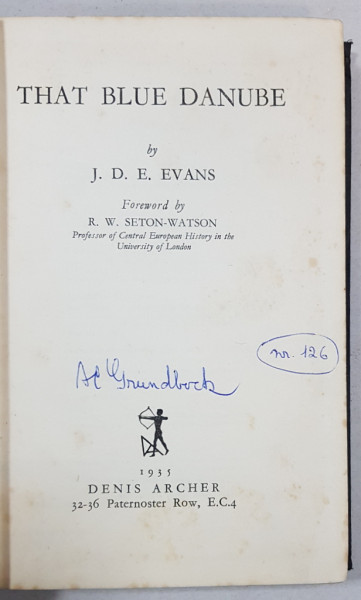 THAT BLUE DANUBE
by
J. D. E. EVANS
Foreword by
R. W. SETON-WATSON
Professor of Central European History in the
University of London
nr. 126
Grundbock
1935
DENIS ARCHER
32-36 Paternoster Row, E.C.4